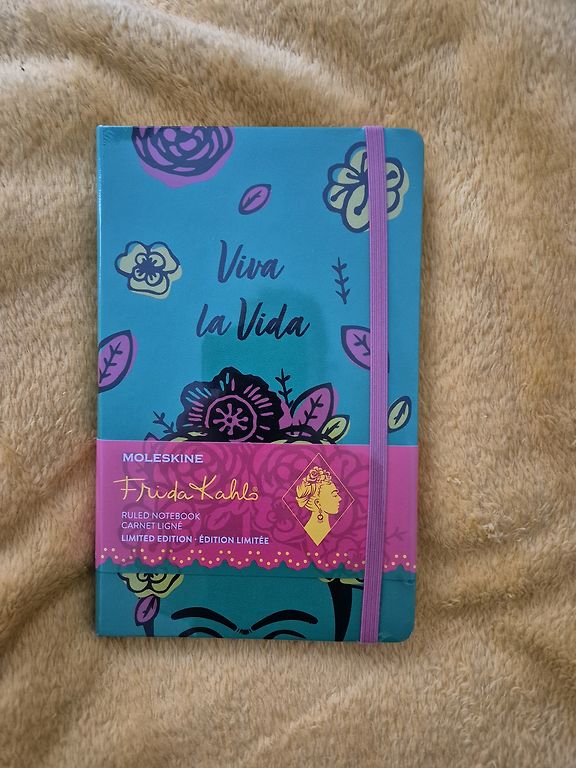 Viva
la Vida
MOLESKINE
Frida Kahlo®
RULED NOTEBOOK
CARNET LIGNÉ
LIMITED EDITION · ÉDITION LIMITÉE